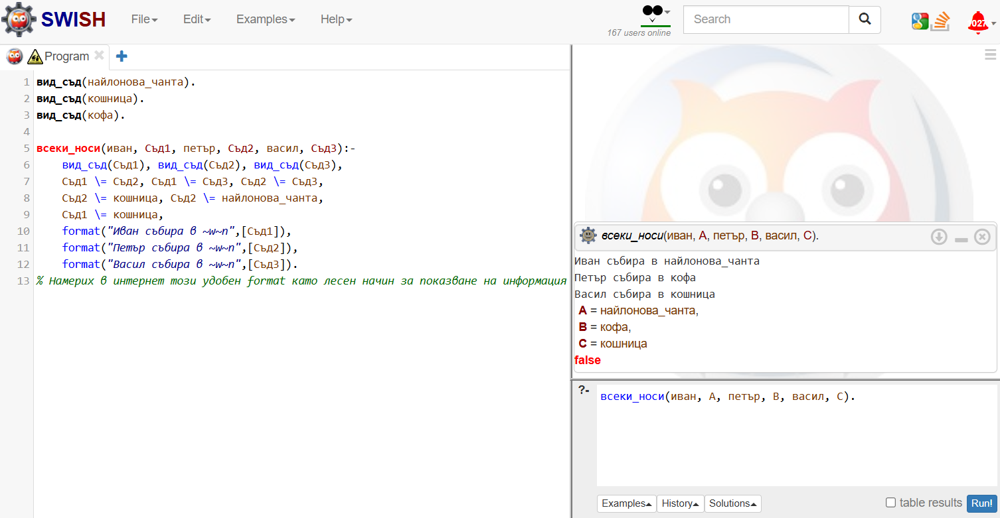 SWISH File Edit Examples Help 167 users online Search 027
Program
1 вид_съд(найлонова_чанта).
2 вид_съд(кошница).
3 вид_съд(кофа).
4
5 всеки_носи(иван, Съд1, петър, Съд2, васил, Съд3):-
6 вид_съд(Съд1), вид_съд(Съд2), вид_съд(Съд3),
7 Съд1 \= Съд2, Съд1 \= Съд3, Съд2 \= Съд3,
8 Съд2 \= кошница, Съд2 \= найлонова_чанта,
9 Съд1 \= кошница,
10 format("Иван събира в ~w~n",[Съд1]),
11 format("Петър събира в ~w~n",[Съд2]),
12 format("Васил събира в ~w~n",[Съд3]).
13 % Намерих в интернет този удобен format като лесен начин за показване на информация
всеки_носи(иван, A, петър, B, васил, C).
Иван събира в найлонова_чанта
Петър събира в кофа
Васил събира в кошница
A = найлонова_чанта,
B = кофа,
C = кошница
false
?- всеки_носи(иван, A, петър, B, васил, C).
Examples History Solutions table results Run!